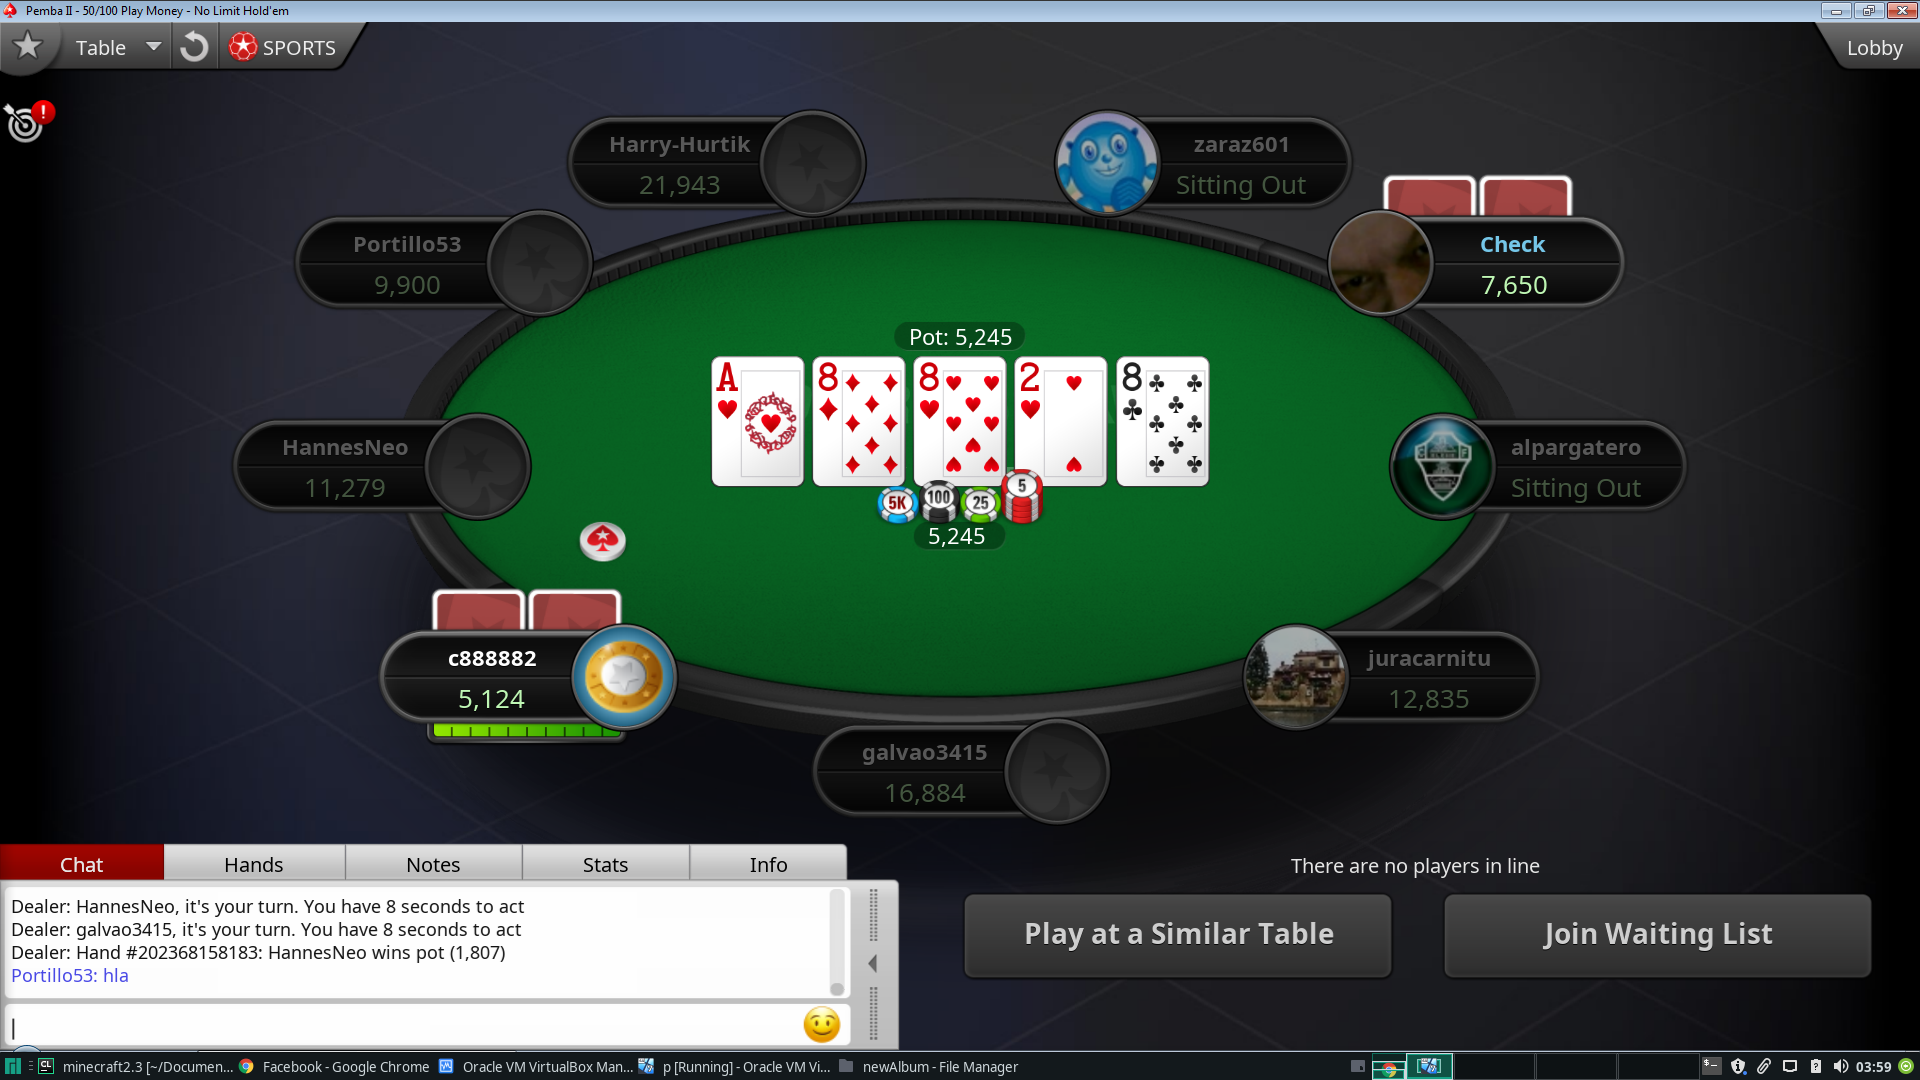 Pemba II - 50/100 Play Money - No Limit Hold'em
Table
SPORTS
Lobby
!
Harry-Hurtik
21,943
zaraz601
Sitting Out
Portillo53
9,900
Check
7,650
Pot: 5,245
A
8
8
2
8
HannesNeo
11,279
alpargatero
Sitting Out
5K
100
25
5
5,245
c888882
5,124
juracarnitu
12,835
galvao3415
16,884
Chat
Hands
Notes
Stats
Info
There are no players in line
Dealer: HannesNeo, it's your turn. You have 8 seconds to act
Dealer: galvao3415, it's your turn. You have 8 seconds to act
Dealer: Hand #202368158183: HannesNeo wins pot (1,807)
Portillo53: hla
Play at a Similar Table
Join Waiting List
CL
minecraft2.3 [~/Documen...
Facebook - Google Chrome
Oracle VM VirtualBox Man...
p [Running] - Oracle VM Vi...
newAlbum - File Manager
03:59